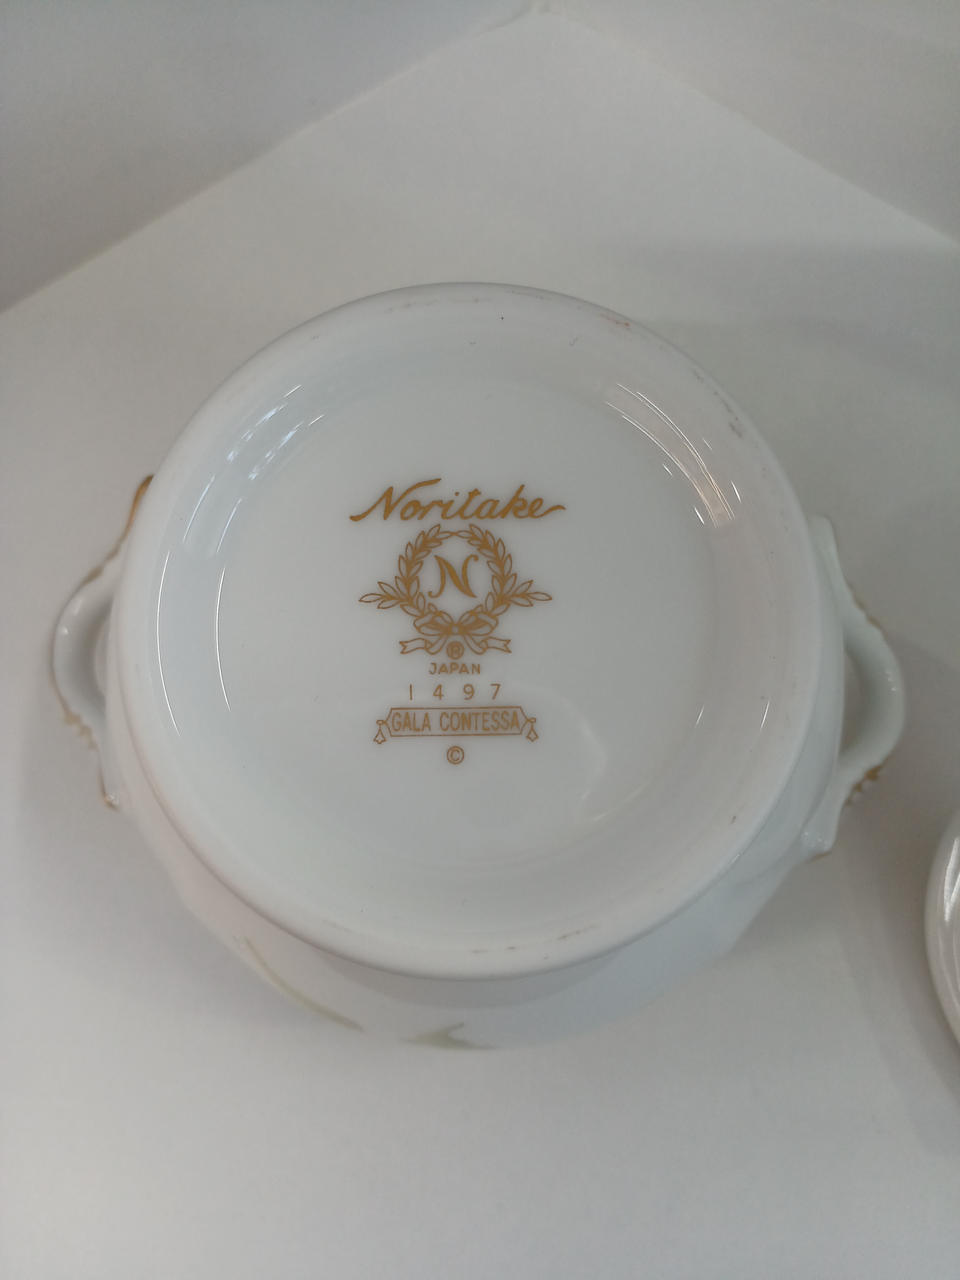 Noritake
N
®
JAPAN
1497
GALA CONTESSA
©